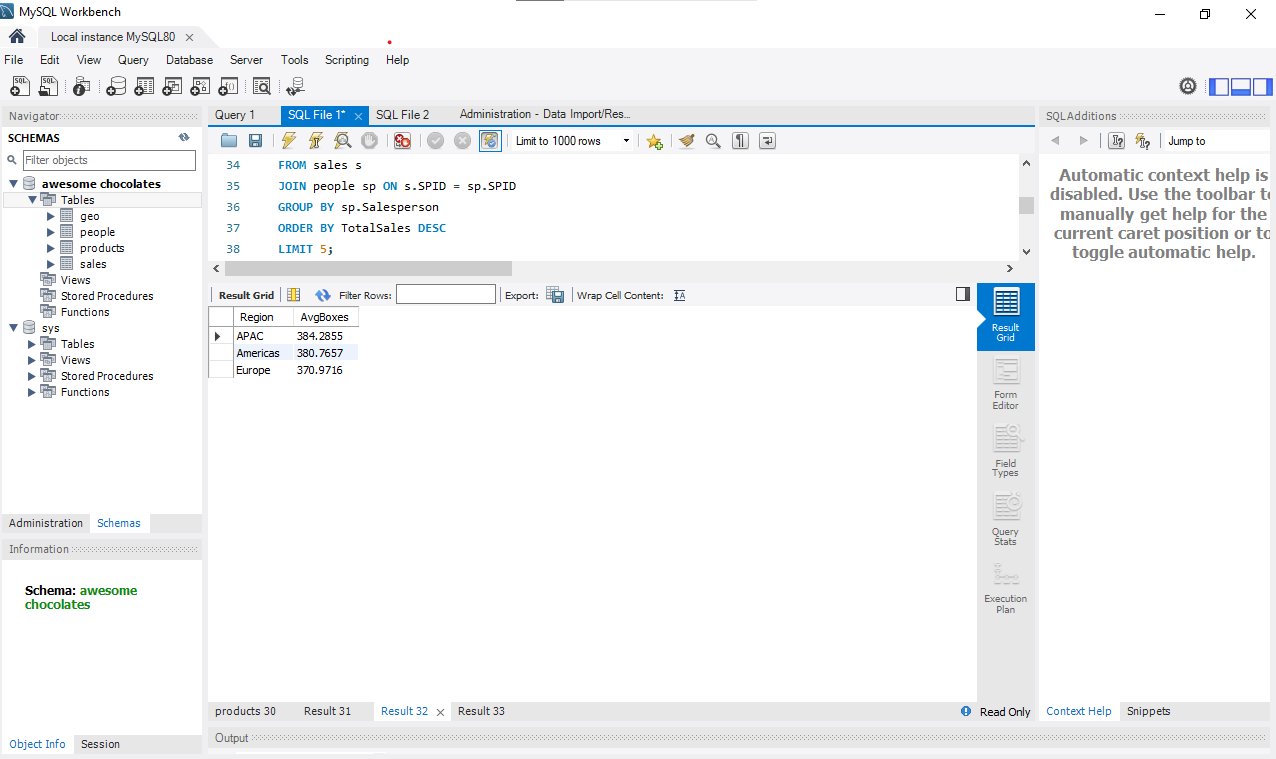 MySQL Workbench
Local instance MySQL80
File Edit View Query Database Server Tools Scripting Help
Navigator
SCHEMAS
Filter objects
awesome chocolates
Tables
geo
people
products
sales
Views
Stored Procedures
Functions
sys
Tables
Views
Stored Procedures
Functions
Administration Schemas
Information
Schema: awesome
chocolates
Object Info Session
Query 1 SQL File 1* SQL File 2 Administration - Data Import/Res...
Limit to 1000 rows
34 FROM sales s
35 JOIN people sp ON s.SPID = sp.SPID
36 GROUP BY sp.Salesperson
37 ORDER BY TotalSales DESC
38 LIMIT 5;
Result Grid Filter Rows: Export: Wrap Cell Content:
Region AvgBoxes
APAC 384.2855
Americas 380.7657
Europe 370.9716
Result
Grid
Form
Editor
Field
Types
Query
Stats
Execution
Plan
products 30 Result 31 Result 32 Result 33
Read Only
Output
SQLAdditions
Jump to
Automatic context help is
disabled. Use the toolbar to
manually get help for the
current caret position or to
toggle automatic help.
Context Help Snippets